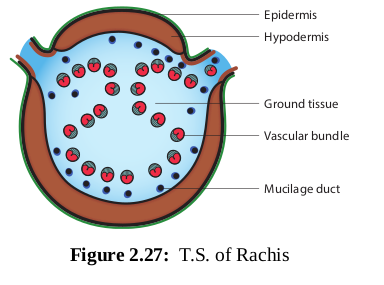 Epidermis
Hypodermis
Ground tissue
Vascular bundle
Mucilage duct
Figure 2.27: T.S. of Rachis